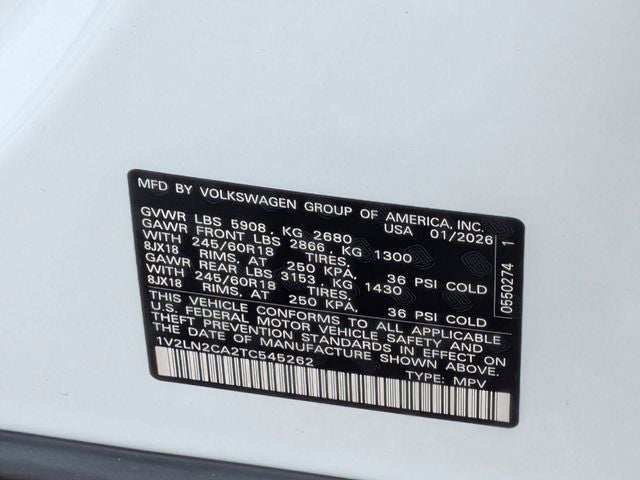 MFD BY VOLKSWAGEN GROUP OF AMERICA, INC.
USA 01/2026
GVWR LBS 5908, KG 2680
GAWR FRONT LBS 2866, KG 1300
WITH 245/60R18 TIRES,
8JX18 RIMS, AT 250 KPA, 36 PSI COLD
GAWR REAR LBS 3153, KG 1430
WITH 245/60R18 TIRES,
8JX18 RIMS, AT 250 KPA, 36 PSI COLD
THIS VEHICLE CONFORMS TO ALL APPLICABLE
U.S. FEDERAL MOTOR VEHICLE SAFETY AND
THEFT PREVENTION STANDARDS IN EFFECT ON
THE DATE OF MANUFACTURE SHOWN ABOVE.
1V2LN2CA2TC545262
TYPE: MPV
0550274 1